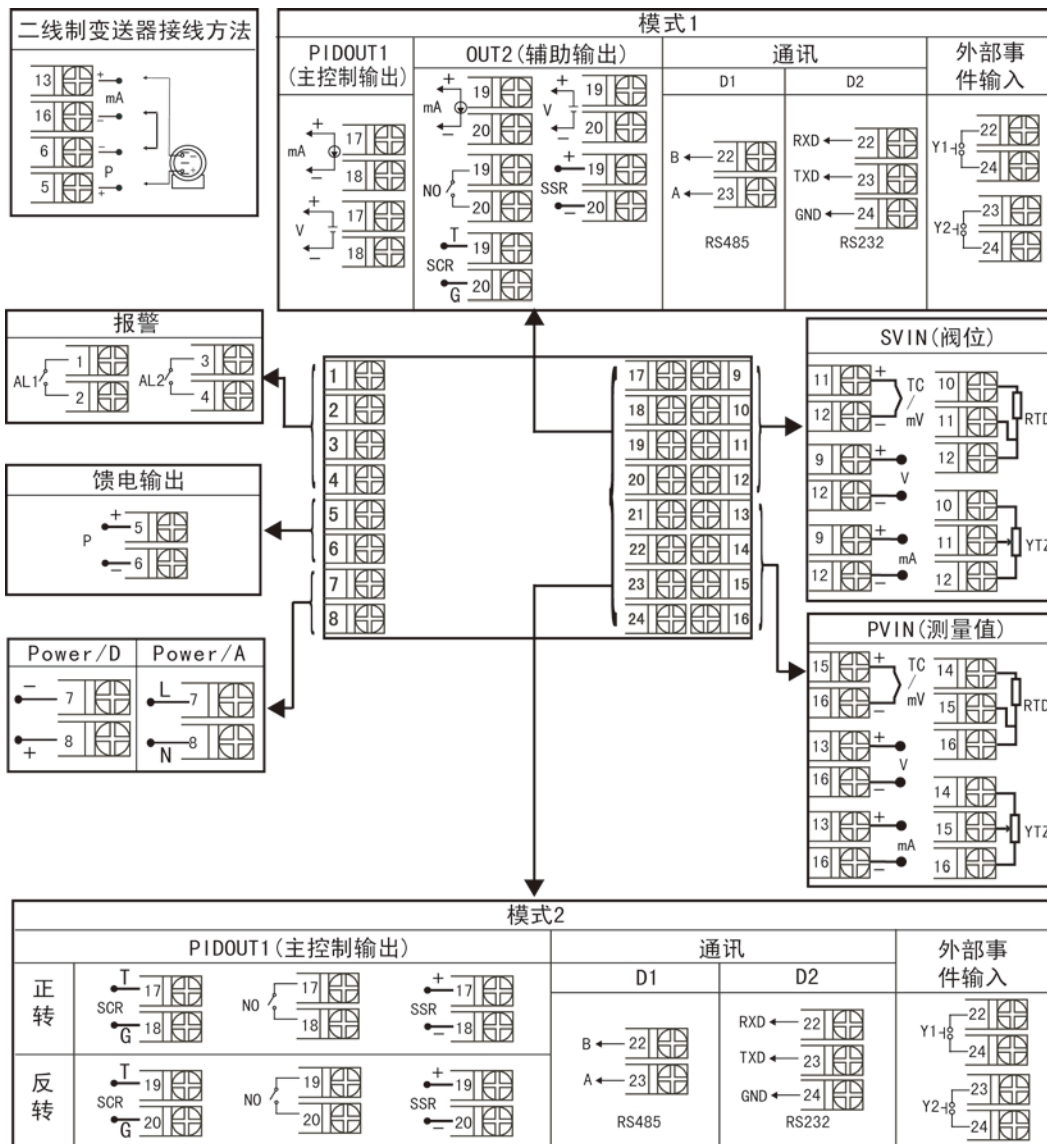 二线制变送器接线方法
13 +
mA
16 −
6 −
P
5 +
模式1
PIDOUT1
(主控制输出)
OUT2(辅助输出)
通讯
外部事
件输入
D1
D2
+
mA
−
17
18
+
V
−
17
18
+
mA
−
19
20
+
V
−
19
20
NO
19
20
+
SSR
−
19
20
T
SCR
G
19
20
B 22
A 23
RS485
RXD 22
TXD 23
GND 24
RS232
Y1
22
24
Y2
23
24
报警
AL1
1
2
AL2
3
4
馈电输出
+
P
−
5
6
Power/D
Power/A
− 7
+ 8
L 7
N 8
1
2
3
4
5
6
7
8
17 9
18 10
19 11
20 12
21 13
22 14
23 15
24 16
SVIN(阀位)
11 +
12 −
TC
/
mV
10
11
12
RTD
9 +
V
12 −
9 +
mA
12 −
10
11
12
YTZ
PVIN(测量值)
15 +
16 −
TC
/
mV
14
15
16
RTD
13 +
V
16 −
13 +
mA
16 −
14
15
16
YTZ
模式2
PIDOUT1(主控制输出)
通讯
外部事
件输入
D1
D2
正
转
T
SCR
G
17
18
NO
17
18
+
SSR
−
17
18
反
转
T
SCR
G
19
20
NO
19
20
+
SSR
−
19
20
B 22
A 23
RS485
RXD 22
TXD 23
GND 24
RS232
Y1
22
24
Y2
23
24